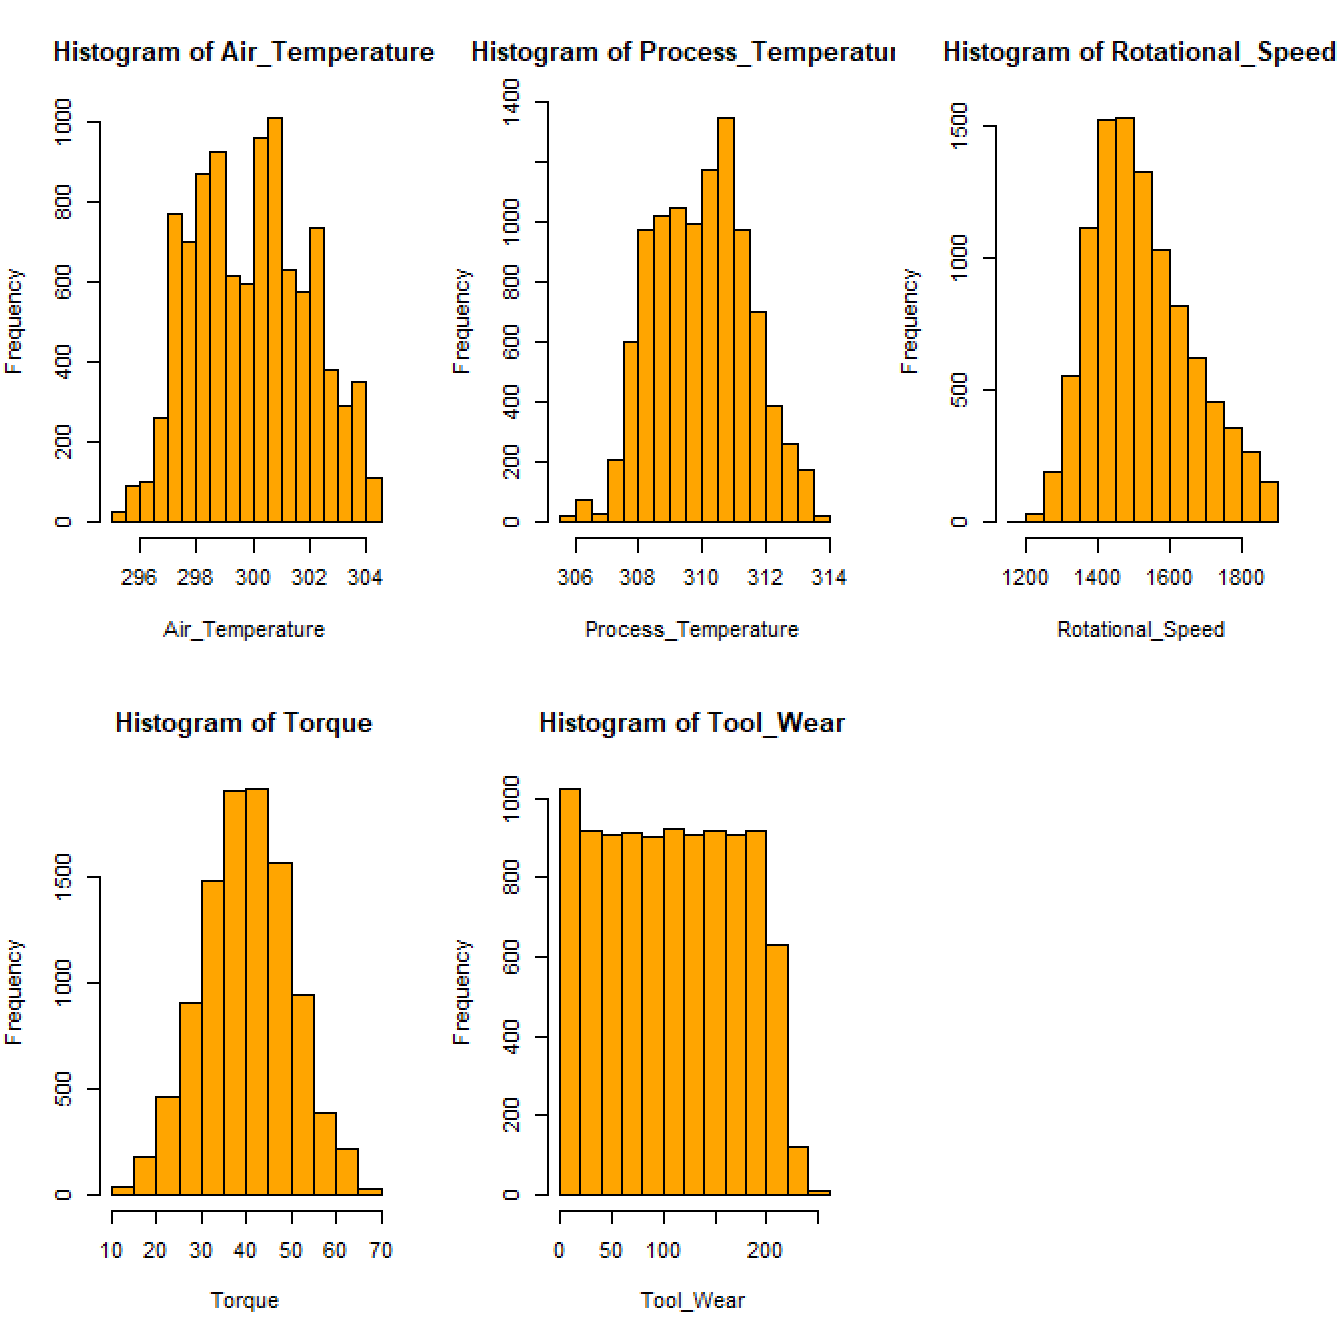 Histogram of Air_Temperature
Frequency
0 200 400 600 800 1000
296 298 300 302 304
Air_Temperature
Histogram of Process_Temperatur
Frequency
0 200 400 600 800 1000 1400
306 308 310 312 314
Process_Temperature
Histogram of Rotational_Speed
Frequency
0 500 1000 1500
1200 1400 1600 1800
Rotational_Speed
Histogram of Torque
Frequency
0 500 1000 1500
10 20 30 40 50 60 70
Torque
Histogram of Tool_Wear
Frequency
0 200 400 600 800 1000
0 50 100 200
Tool_Wear